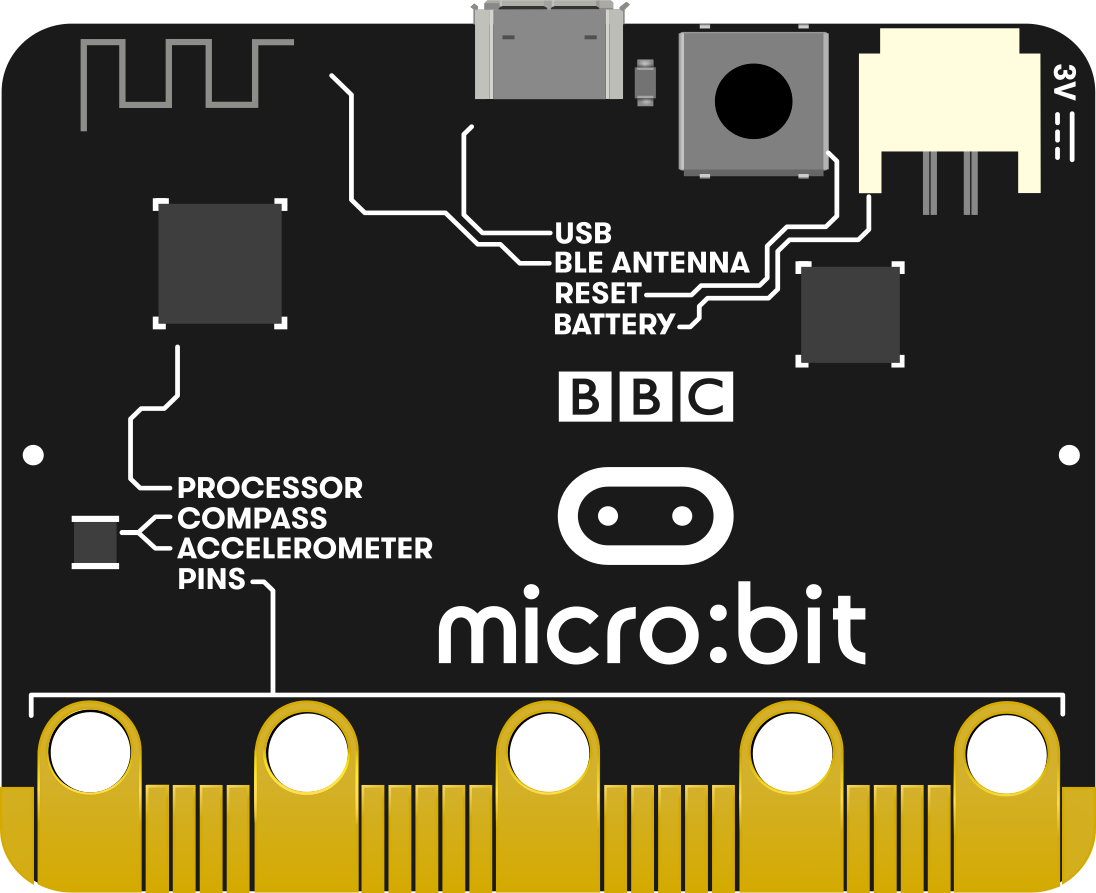 3V
USB
BLE ANTENNA
RESET
BATTERY
BBC
PROCESSOR
COMPASS
ACCELEROMETER
PINS
micro:bit